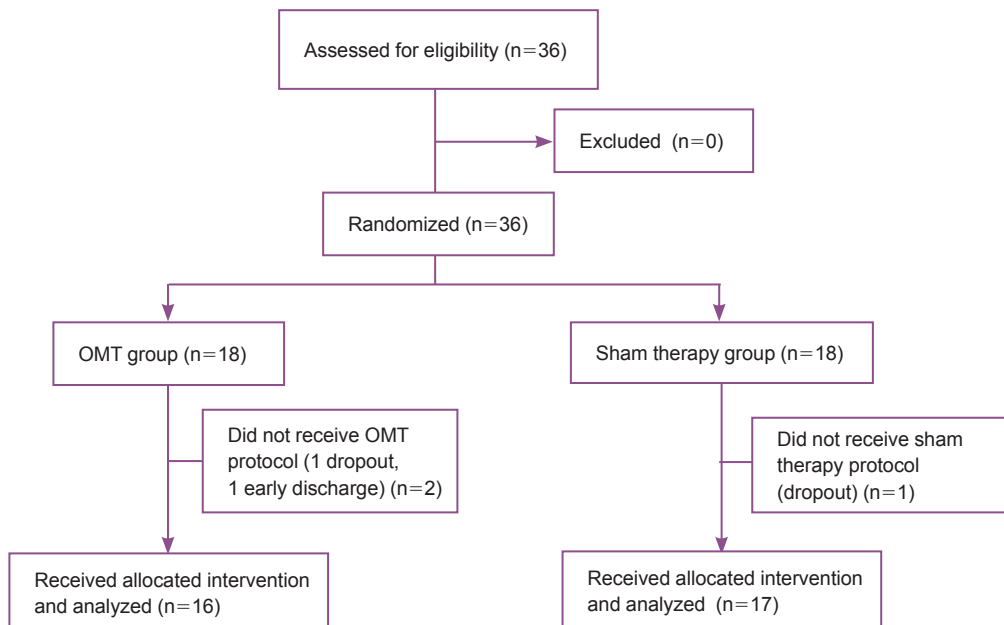 Assessed for eligibility (n=36)
Excluded (n=0)
Randomized (n=36)
OMT group (n=18)
Sham therapy group (n=18)
Did not receive OMT
protocol (1 dropout,
1 early discharge) (n=2)
Did not receive sham
therapy protocol
(dropout) (n=1)
Received allocated intervention
and analyzed (n=16)
Received allocated intervention
and analyzed (n=17)